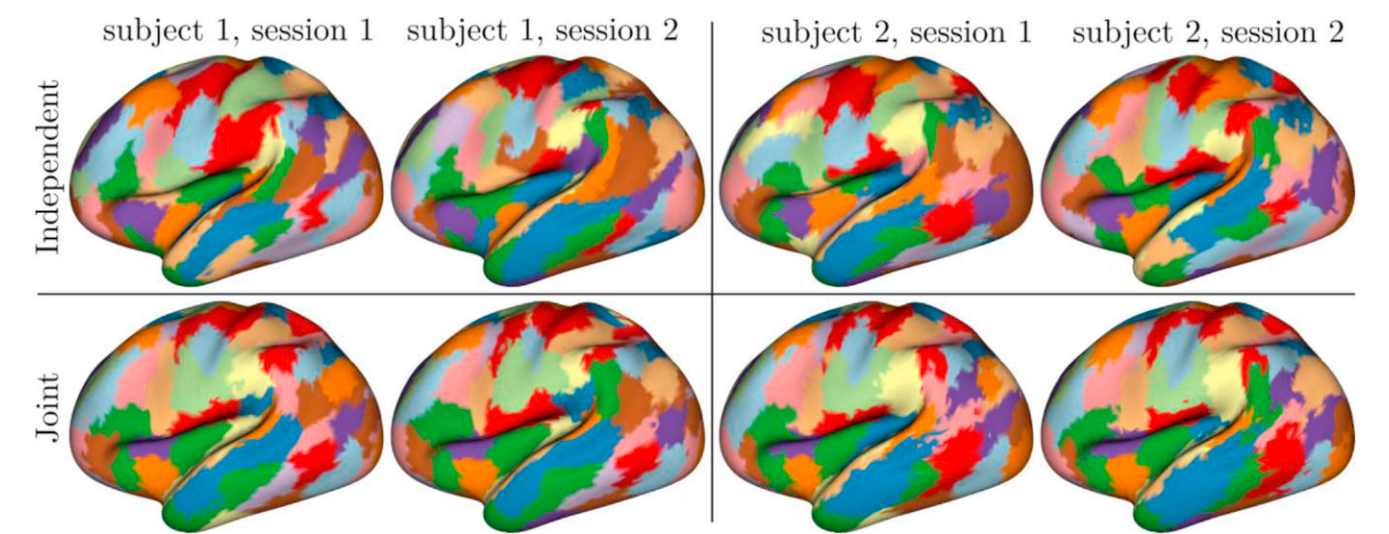 subject 1, session 1
subject 1, session 2
subject 2, session 1
subject 2, session 2
Independent
Joint